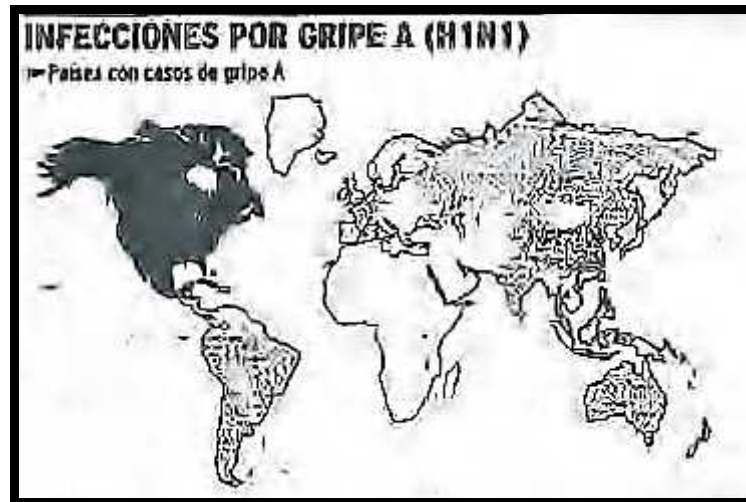 INFECCIONES POR GRIPE A (H1N1)
Países con casos de gripe A